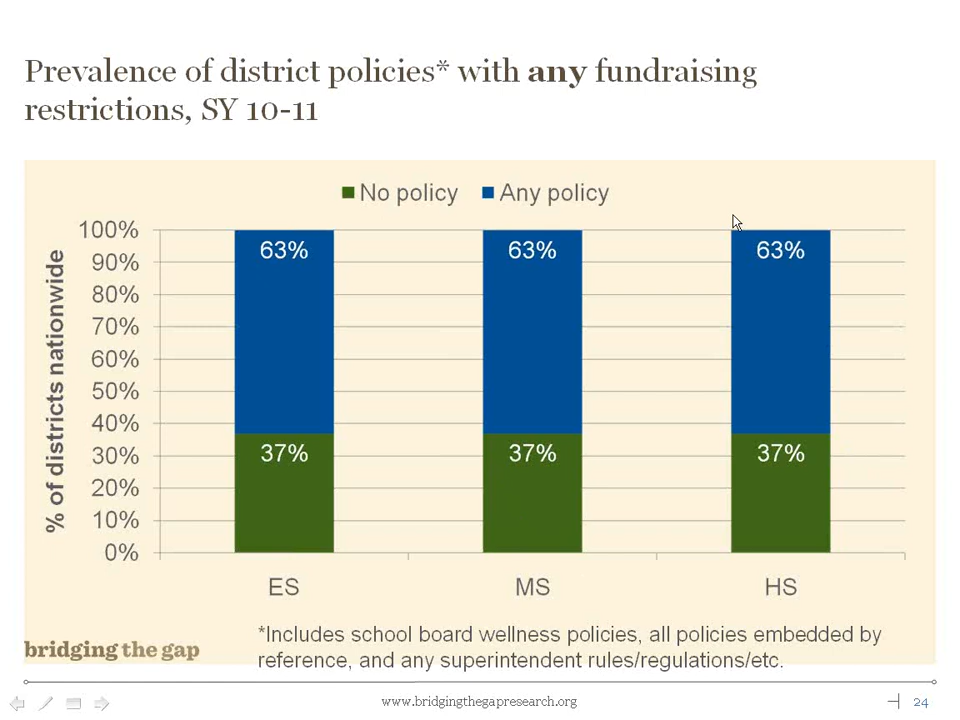 Prevalence of district policies* with any fundraising
restrictions, SY 10-11
No policy Any policy
% of districts nationwide
100%
90%
80%
70%
60%
50%
40%
30%
20%
10%
0%
63% 63% 63%
37% 37% 37%
ES MS HS
bridging the gap
*Includes school board wellness policies, all policies embedded by
reference, and any superintendent rules/regulations/etc.
www.bridgingthegapresearch.org
24